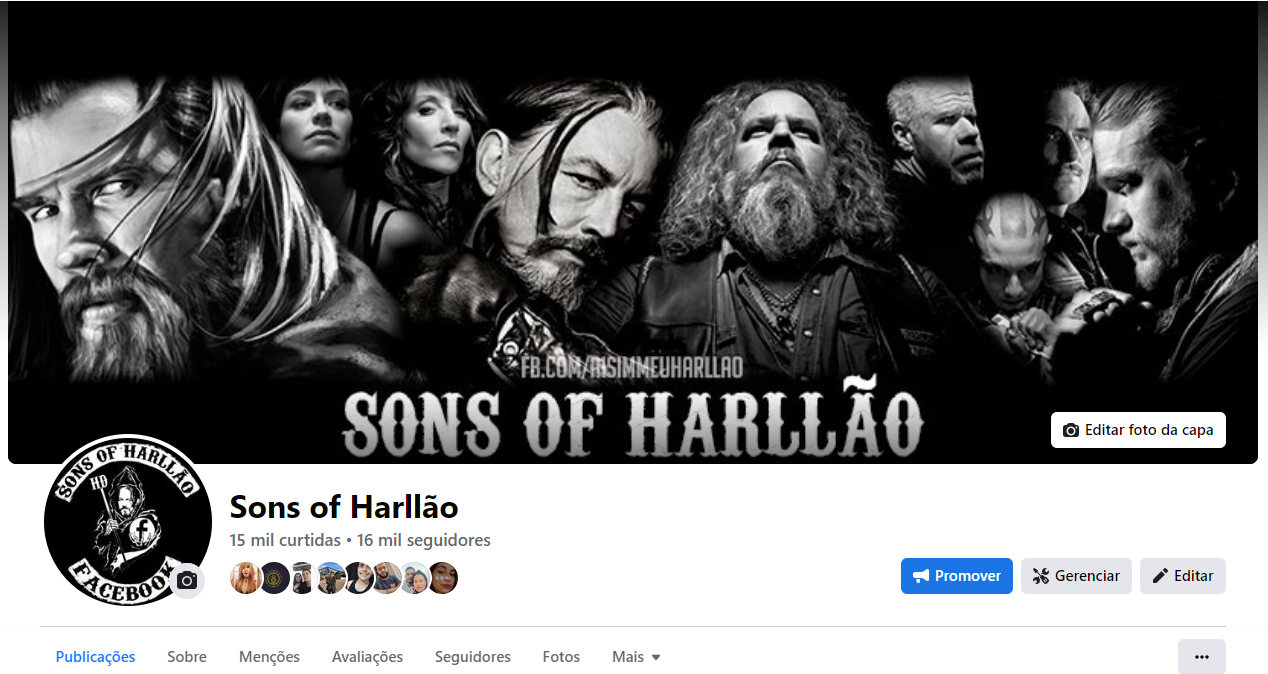 FB.COM/AISIMMEUHARLLAO
SONS OF HARLLÃO
Editar foto da capa
SONS OF HARLLÃO
HD
f
FACEBOOK
Sons of Harllão
15 mil curtidas • 16 mil seguidores
Promover
Gerenciar
Editar
Publicações
Sobre
Menções
Avaliações
Seguidores
Fotos
Mais